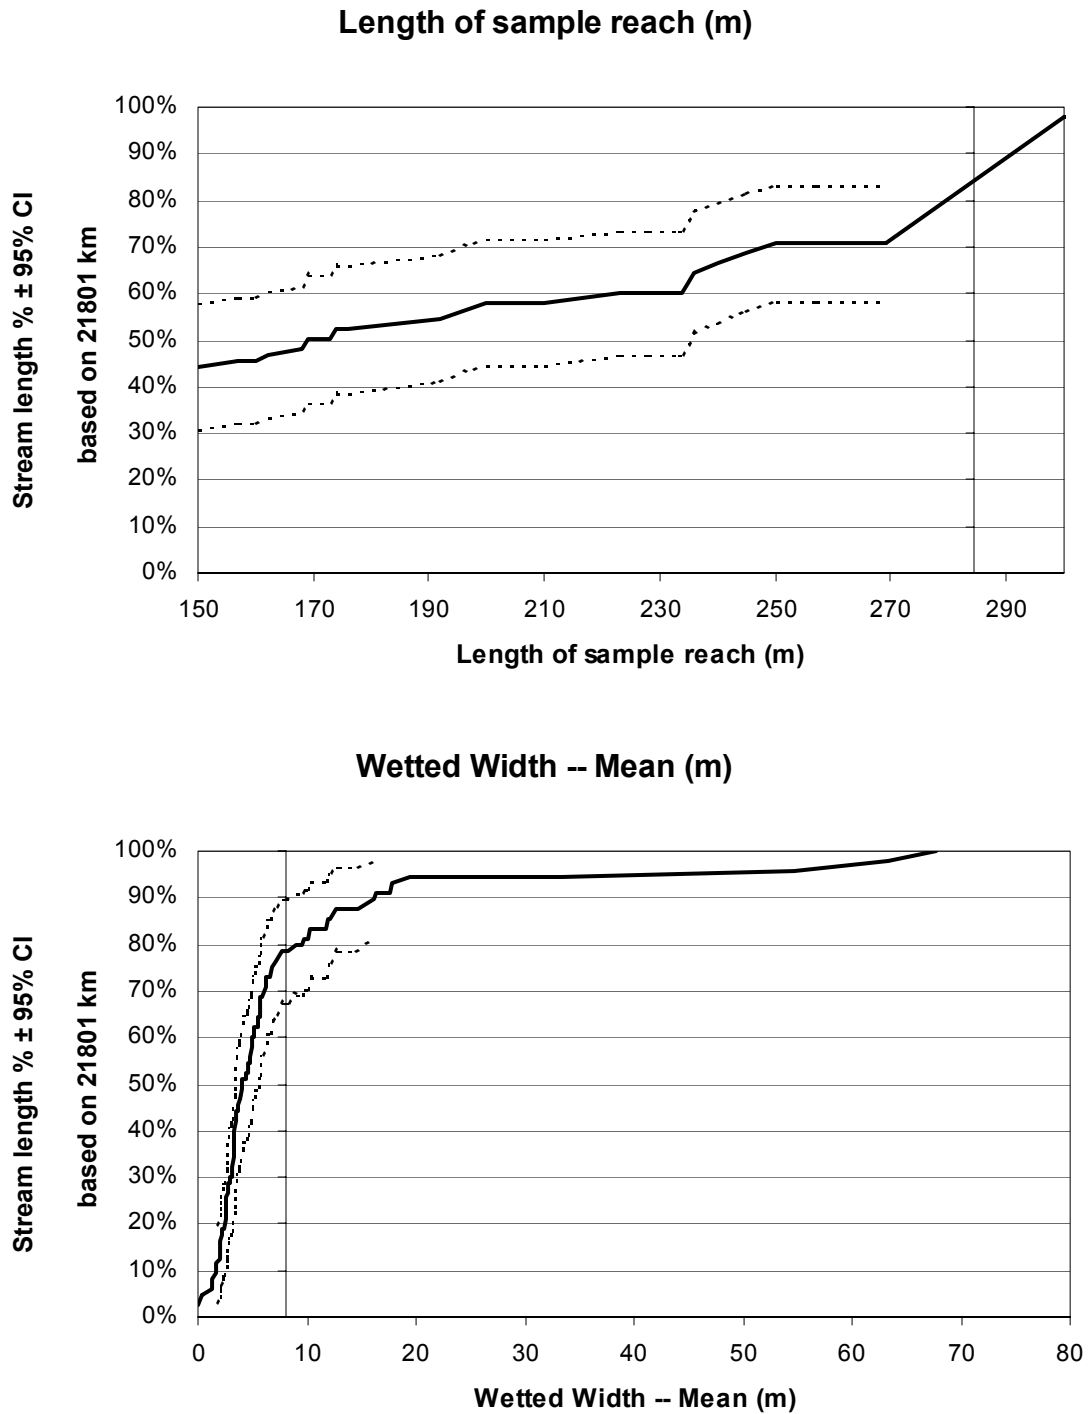 Length of sample reach (m)
Stream length % ± 95% CI
based on 21801 km
100%
90%
80%
70%
60%
50%
40%
30%
20%
10%
0%
150 170 190 210 230 250 270 290
Length of sample reach (m)
Wetted Width -- Mean (m)
Stream length % ± 95% CI
based on 21801 km
100%
90%
80%
70%
60%
50%
40%
30%
20%
10%
0%
0 10 20 30 40 50 60 70 80
Wetted Width -- Mean (m)